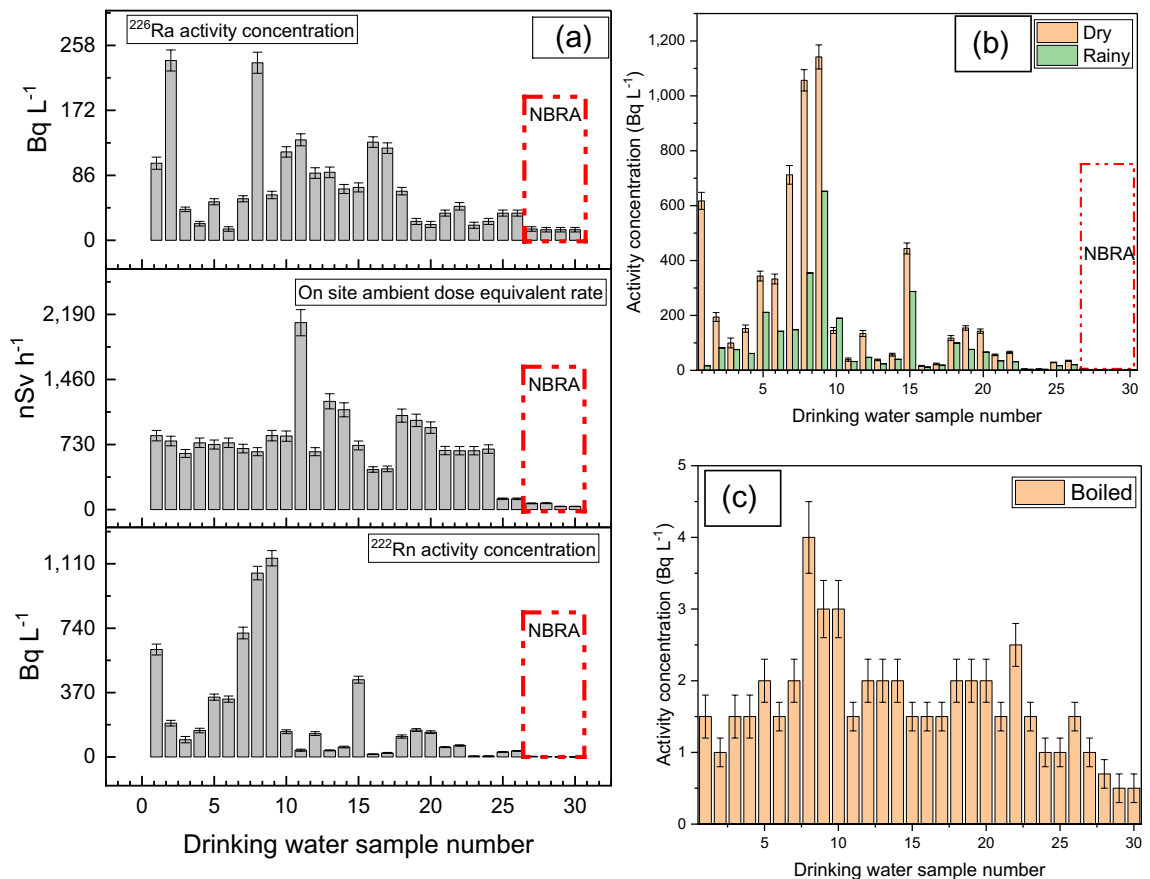 ²²⁶Ra activity concentration
(a)
258
172
86
0
Bq L⁻¹
NBRA
On site ambient dose equivalent rate
2,190
1,460
730
0
nSv h⁻¹
NBRA
²²²Rn activity concentration
1,110
740
370
0
Bq L⁻¹
NBRA
0 5 10 15 20 25 30
Drinking water sample number
(b)
Dry
Rainy
1,200
1,000
800
600
400
200
0
Activity concentration (Bq L⁻¹)
NBRA
5 10 15 20 25 30
Drinking water sample number
(c)
Boiled
5
4
3
2
1
0
Activity concentration (Bq L⁻¹)
5 10 15 20 25 30
Drinking water sample number